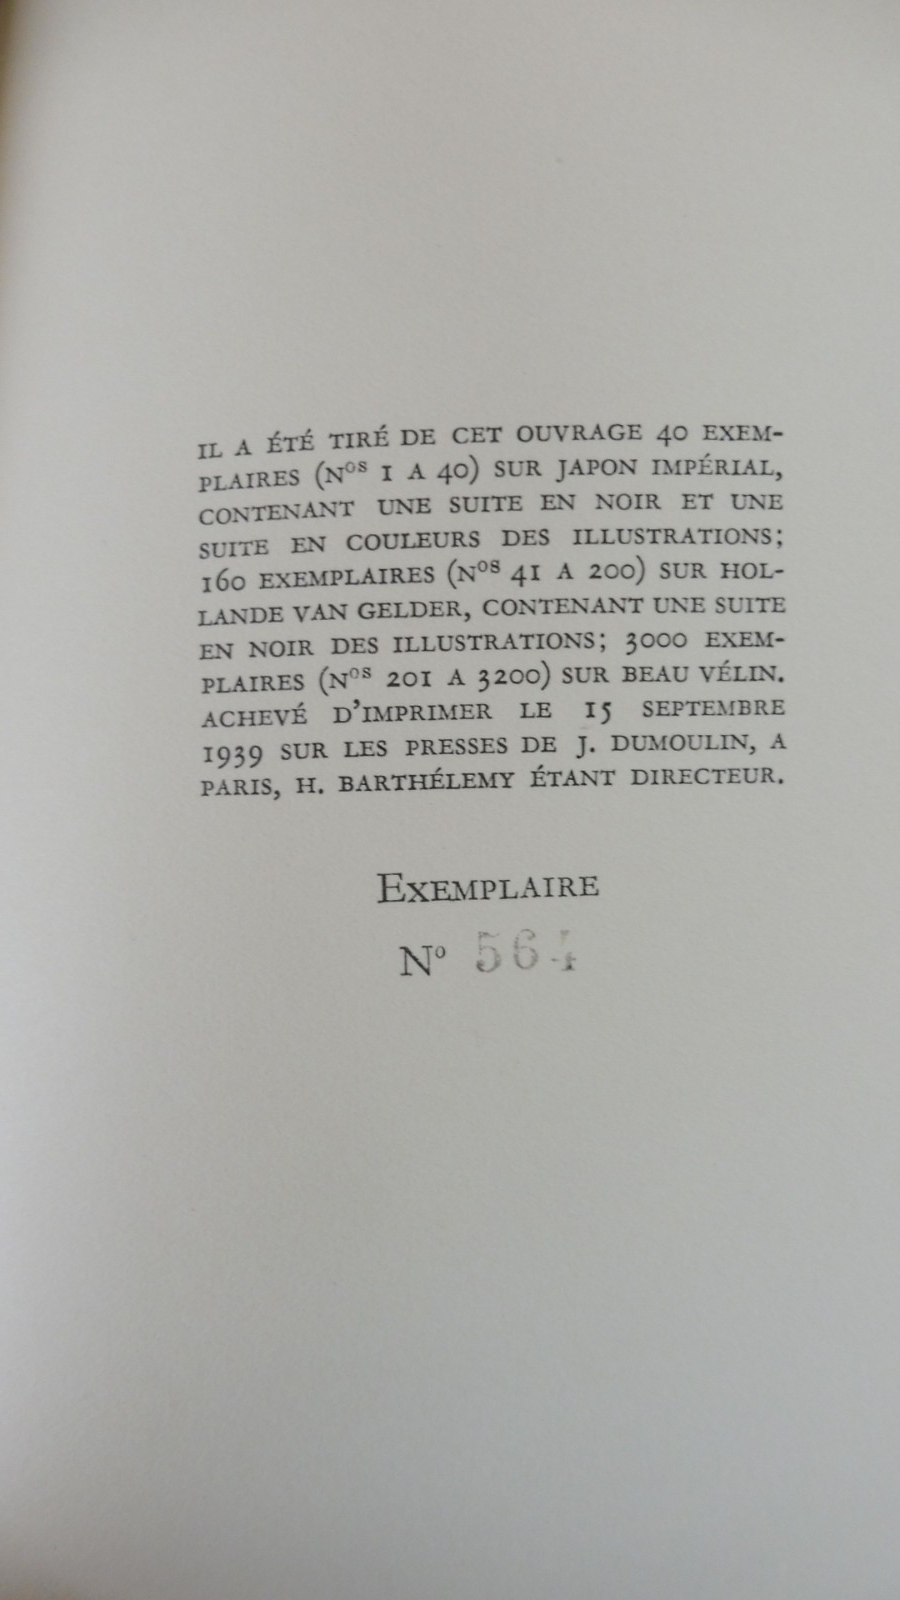 IL A ÉTÉ TIRÉ DE CET OUVRAGE 40 EXEM-
PLAIRES (Nos 1 A 40) SUR JAPON IMPÉRIAL,
CONTENANT UNE SUITE EN NOIR ET UNE
SUITE EN COULEURS DES ILLUSTRATIONS;
160 EXEMPLAIRES (Nos 41 A 200) SUR HOL-
LANDE VAN GELDER, CONTENANT UNE SUITE
EN NOIR DES ILLUSTRATIONS; 3000 EXEM-
PLAIRES (Nos 201 A 3200) SUR BEAU VÉLIN.
ACHEVÉ D'IMPRIMER LE 15 SEPTEMBRE
1939 SUR LES PRESSES DE J. DUMOULIN, A
PARIS, H. BARTHÉLEMY ÉTANT DIRECTEUR.
EXEMPLAIRE
No 564